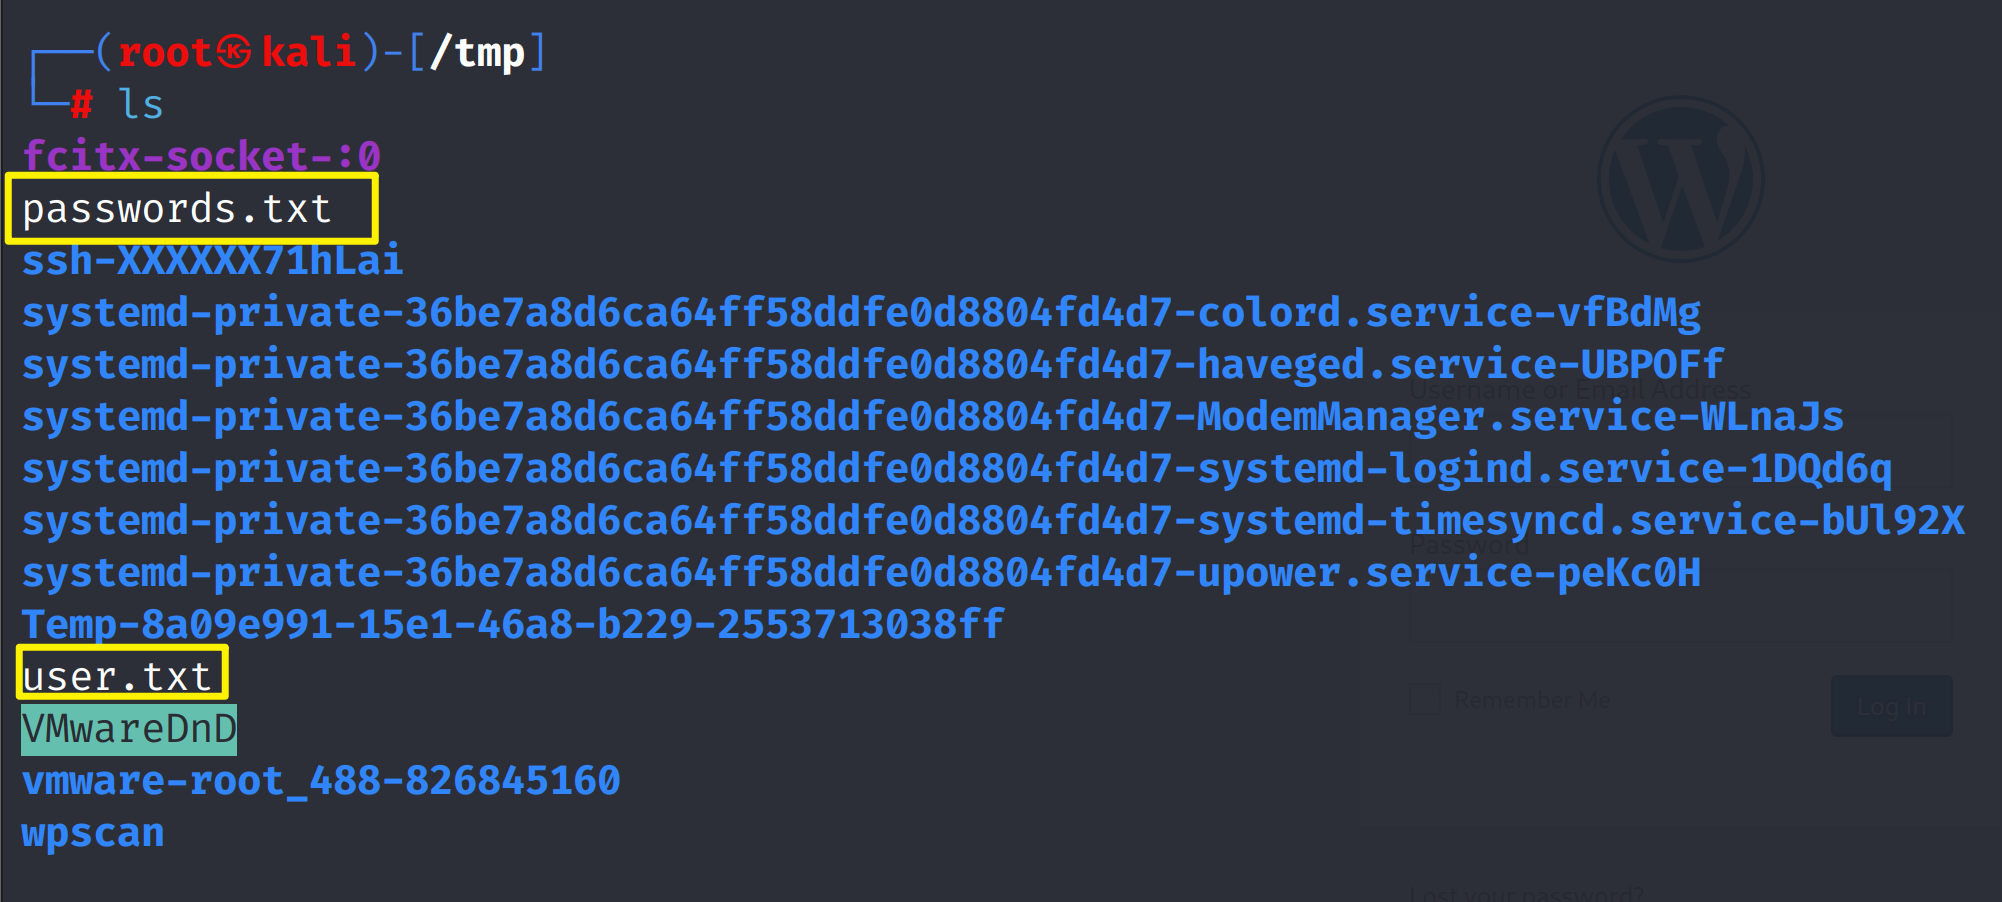 (root㉿kali)-[/tmp]
# ls
fcitx-socket-:0
passwords.txt
ssh-XXXXXX71hLai
systemd-private-36be7a8d6ca64ff58ddfe0d8804fd4d7-colord.service-vfBdMg
systemd-private-36be7a8d6ca64ff58ddfe0d8804fd4d7-haveged.service-UBPOFf
Username or Email Address
systemd-private-36be7a8d6ca64ff58ddfe0d8804fd4d7-ModemManager.service-WLnaJs
systemd-private-36be7a8d6ca64ff58ddfe0d8804fd4d7-systemd-logind.service-1DQd6q
systemd-private-36be7a8d6ca64ff58ddfe0d8804fd4d7-systemd-timesyncd.service-bUl92X
Password
systemd-private-36be7a8d6ca64ff58ddfe0d8804fd4d7-upower.service-peKc0H
Temp-8a09e991-15e1-46a8-b229-2553713038ff
user.txt
Remember Me
Log In
VMwareDnD
vmware-root_488-826845160
wpscan
Lost your password?